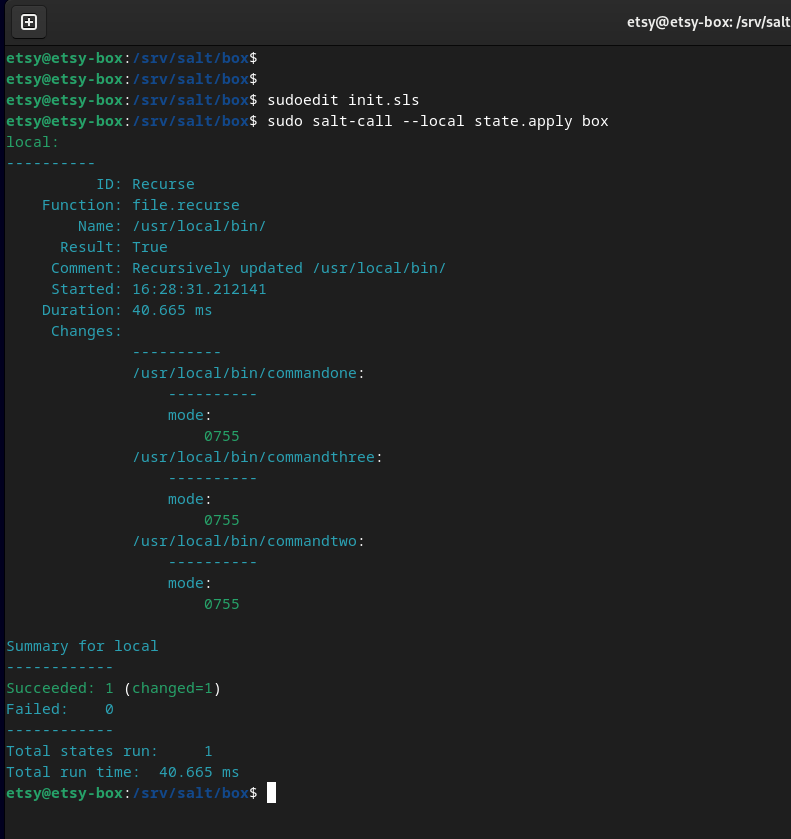 etsy@etsy-box: /srv/salt
etsy@etsy-box:/srv/salt/box$
etsy@etsy-box:/srv/salt/box$
etsy@etsy-box:/srv/salt/box$ sudoedit init.sls
etsy@etsy-box:/srv/salt/box$ sudo salt-call --local state.apply box
local:
----------
          ID: Recurse
    Function: file.recurse
        Name: /usr/local/bin/
      Result: True
     Comment: Recursively updated /usr/local/bin/
     Started: 16:28:31.212141
    Duration: 40.665 ms
     Changes:
              ----------
              /usr/local/bin/commandone:
                  ----------
                  mode:
                      0755
              /usr/local/bin/commandthree:
                  ----------
                  mode:
                      0755
              /usr/local/bin/commandtwo:
                  ----------
                  mode:
                      0755
Summary for local
------------
Succeeded: 1 (changed=1)
Failed:    0
------------
Total states run:     1
Total run time:  40.665 ms
etsy@etsy-box:/srv/salt/box$